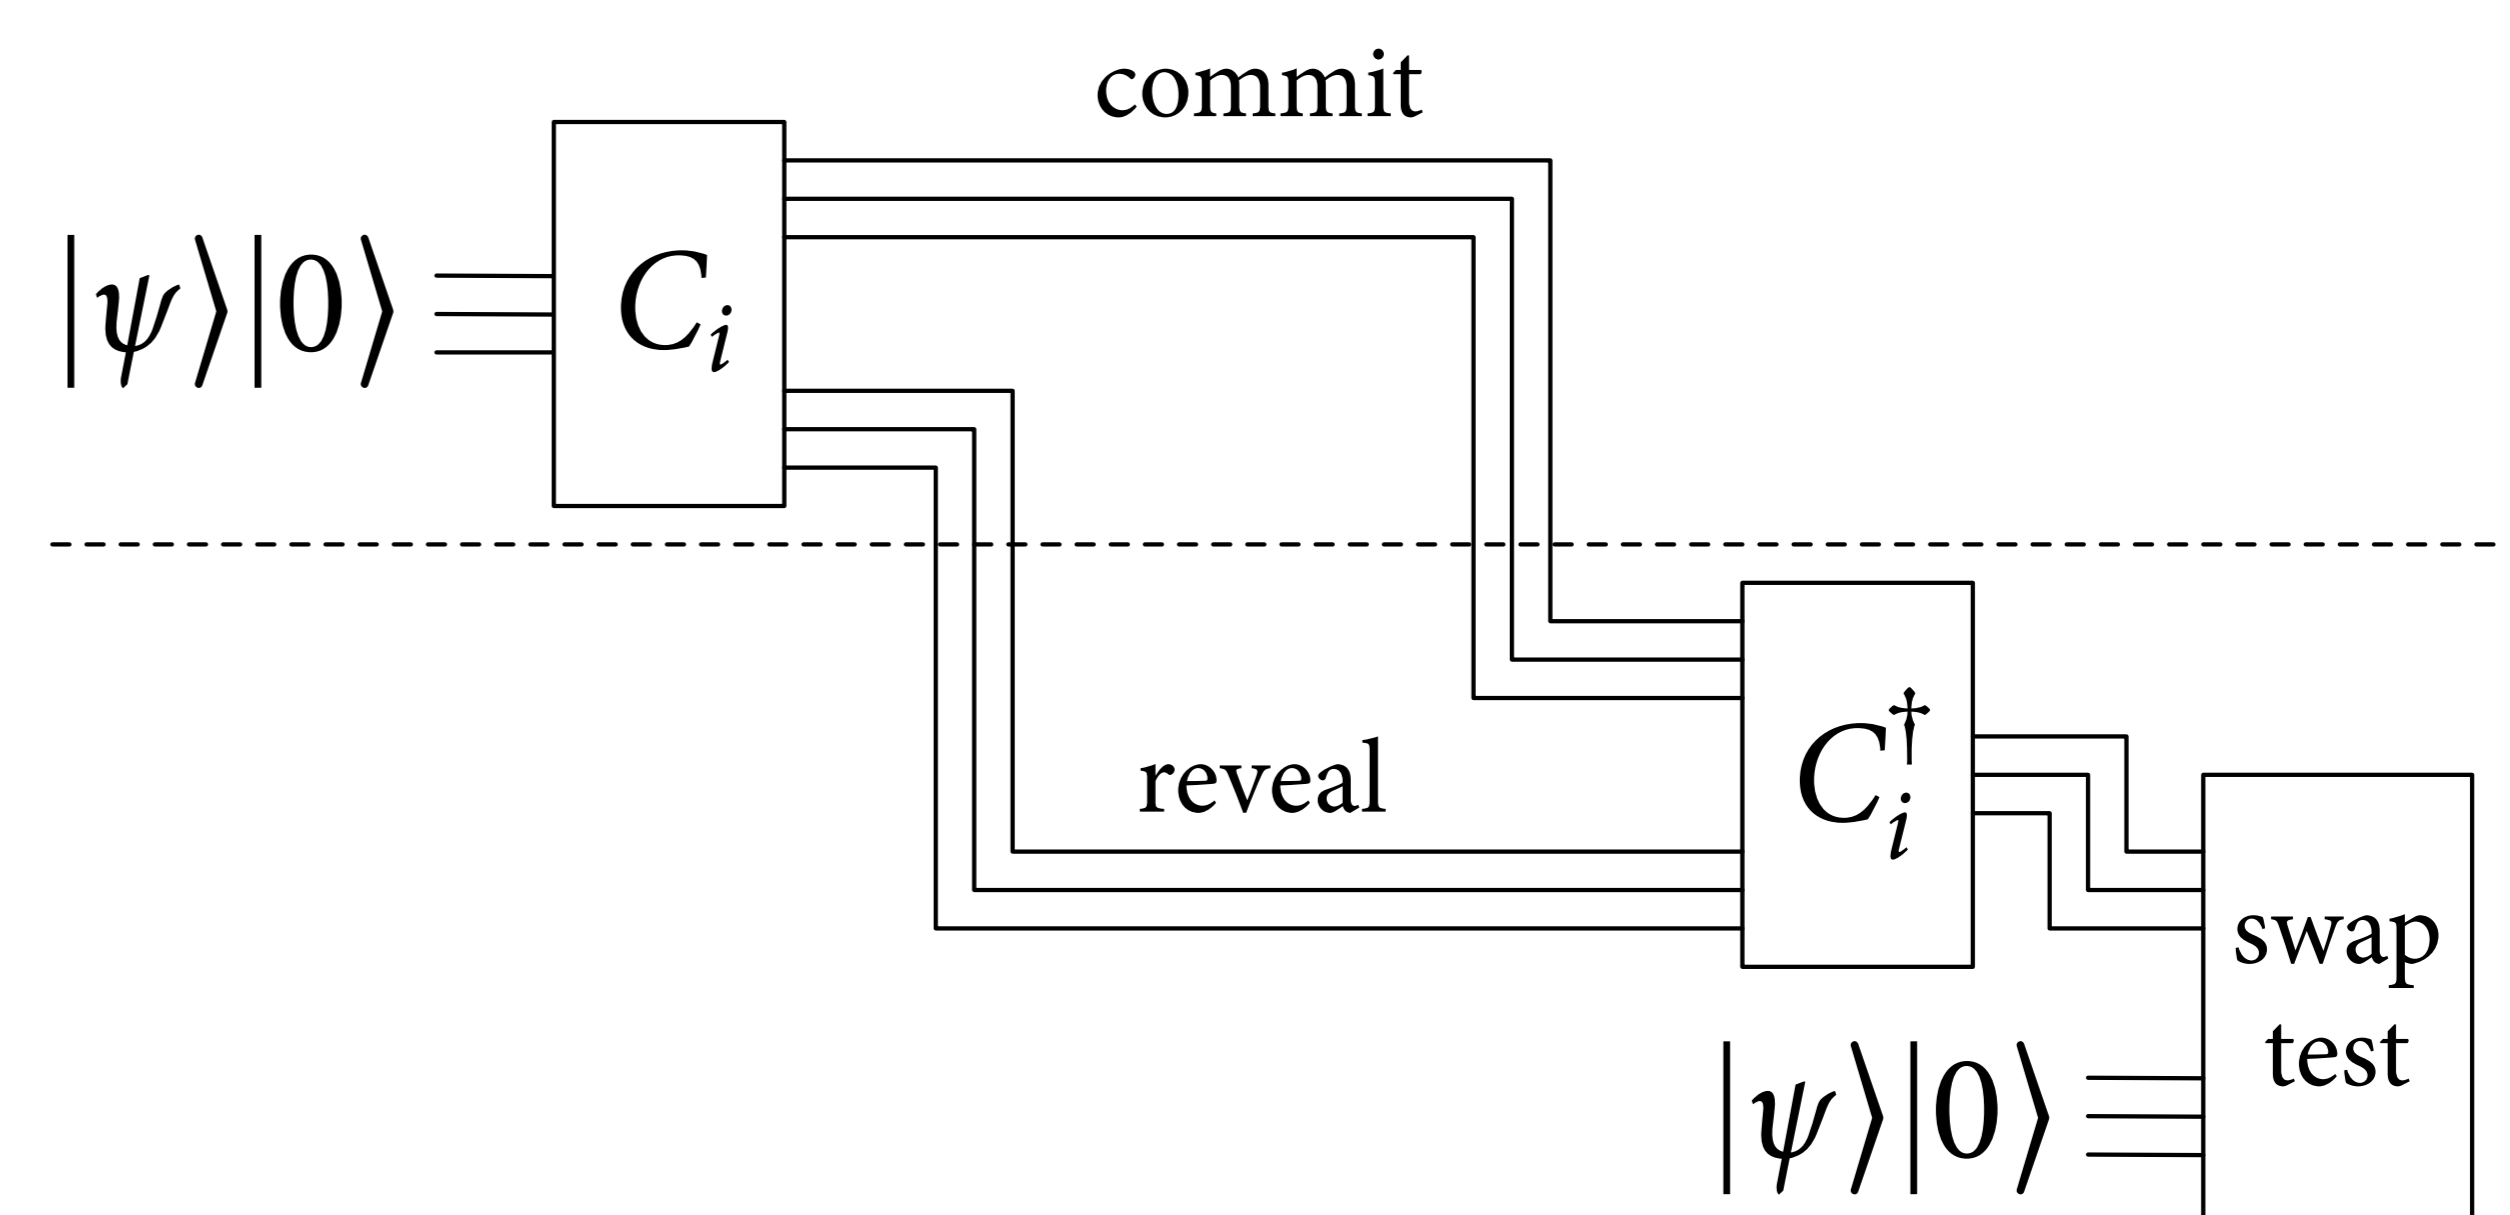 commit
|ψ⟩|0⟩
C_i
reveal
C_i^†
swap
test
|ψ⟩|0⟩